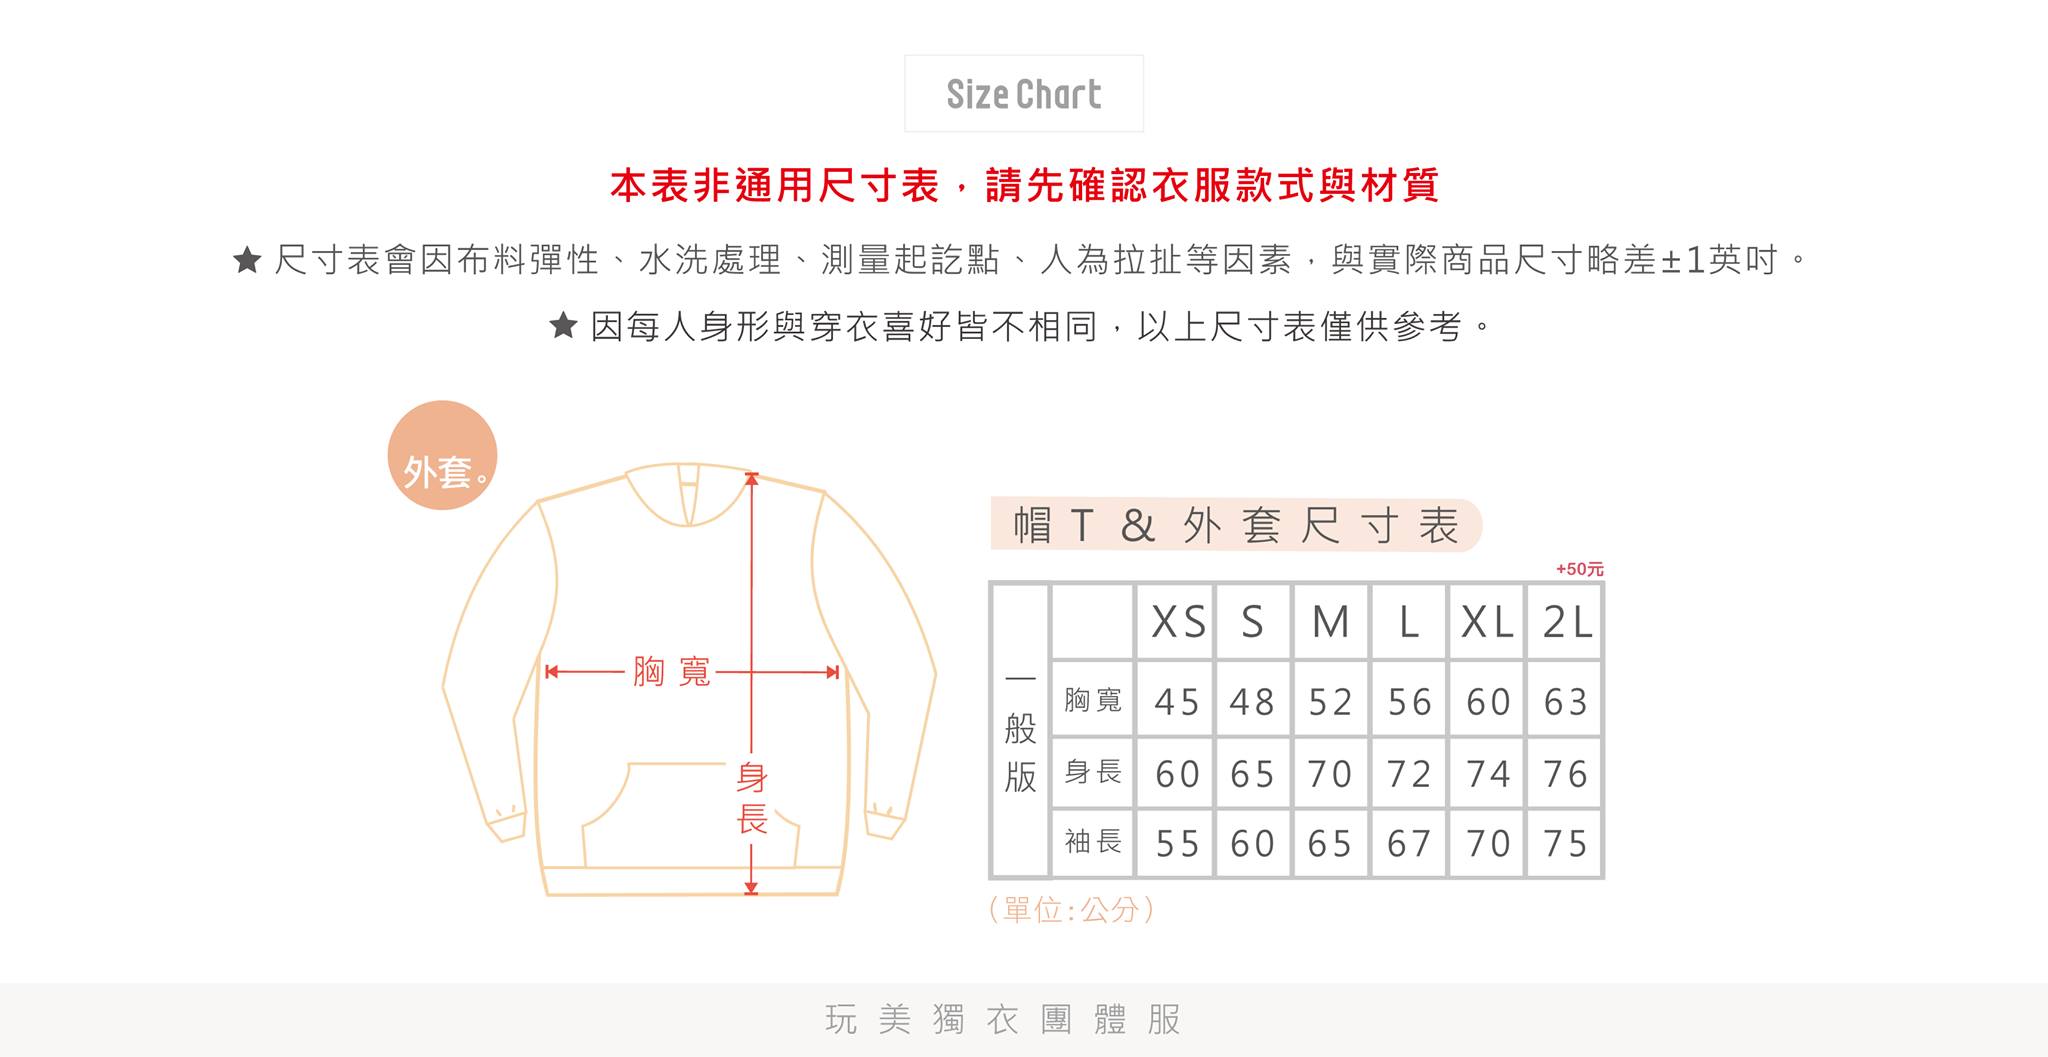 Size Chart
本表非通用尺寸表，請先確認衣服款式與材質
★ 尺寸表會因布料彈性、水洗處理、測量起訖點、人為拉扯等因素，與實際商品尺寸略差±1英吋。
★ 因每人身形與穿衣喜好皆不相同，以上尺寸表僅供參考。
外套。
胸寬
身長
帽T & 外套尺寸表
+50元
一般版
XS S M L XL 2L
胸寬 45 48 52 56 60 63
身長 60 65 70 72 74 76
袖長 55 60 65 67 70 75
(單位:公分)
玩美獨衣團體服